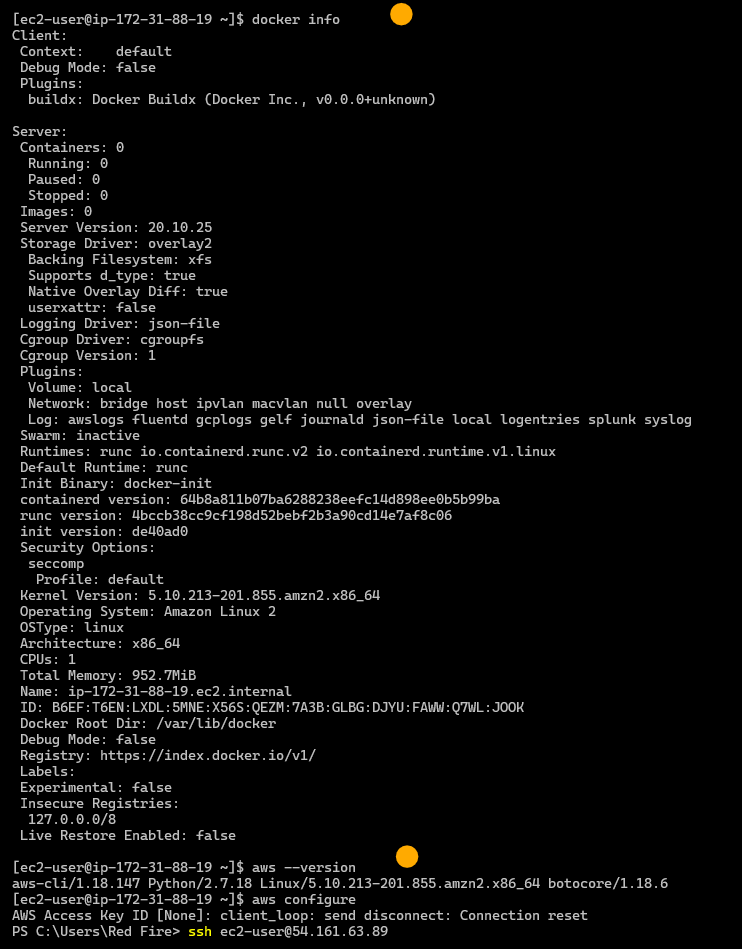 [ec2-user@ip-172-31-88-19 ~]$ docker info
Client:
 Context:    default
 Debug Mode: false
 Plugins:
  buildx: Docker Buildx (Docker Inc., v0.0.0+unknown)

Server:
 Containers: 0
  Running: 0
  Paused: 0
  Stopped: 0
 Images: 0
 Server Version: 20.10.25
 Storage Driver: overlay2
  Backing Filesystem: xfs
  Supports d_type: true
  Native Overlay Diff: true
  userxattr: false
 Logging Driver: json-file
 Cgroup Driver: cgroupfs
 Cgroup Version: 1
 Plugins:
  Volume: local
  Network: bridge host ipvlan macvlan null overlay
  Log: awslogs fluentd gcplogs gelf journald json-file local logentries splunk syslog
 Swarm: inactive
 Runtimes: runc io.containerd.runc.v2 io.containerd.runtime.v1.linux
 Default Runtime: runc
 Init Binary: docker-init
 containerd version: 64b8a811b07ba6288238eefc14d898ee0b5b99ba
 runc version: 4bccb38cc9cf198d52bebf2b3a90cd14e7af8c06
 init version: de40ad0
 Security Options:
  seccomp
   Profile: default
 Kernel Version: 5.10.213-201.855.amzn2.x86_64
 Operating System: Amazon Linux 2
 OSType: linux
 Architecture: x86_64
 CPUs: 1
 Total Memory: 952.7MiB
 Name: ip-172-31-88-19.ec2.internal
 ID: B6EF:T6EN:LXDL:5MNE:X56S:QEZM:7A3B:GLBG:DJYU:FAWW:Q7WL:JOOK
 Docker Root Dir: /var/lib/docker
 Debug Mode: false
 Registry: https://index.docker.io/v1/
 Labels:
 Experimental: false
 Insecure Registries:
  127.0.0.0/8
 Live Restore Enabled: false

[ec2-user@ip-172-31-88-19 ~]$ aws --version
aws-cli/1.18.147 Python/2.7.18 Linux/5.10.213-201.855.amzn2.x86_64 botocore/1.18.6
[ec2-user@ip-172-31-88-19 ~]$ aws configure
AWS Access Key ID [None]: client_loop: send disconnect: Connection reset
PS C:\Users\Red Fire> ssh ec2-user@54.161.63.89